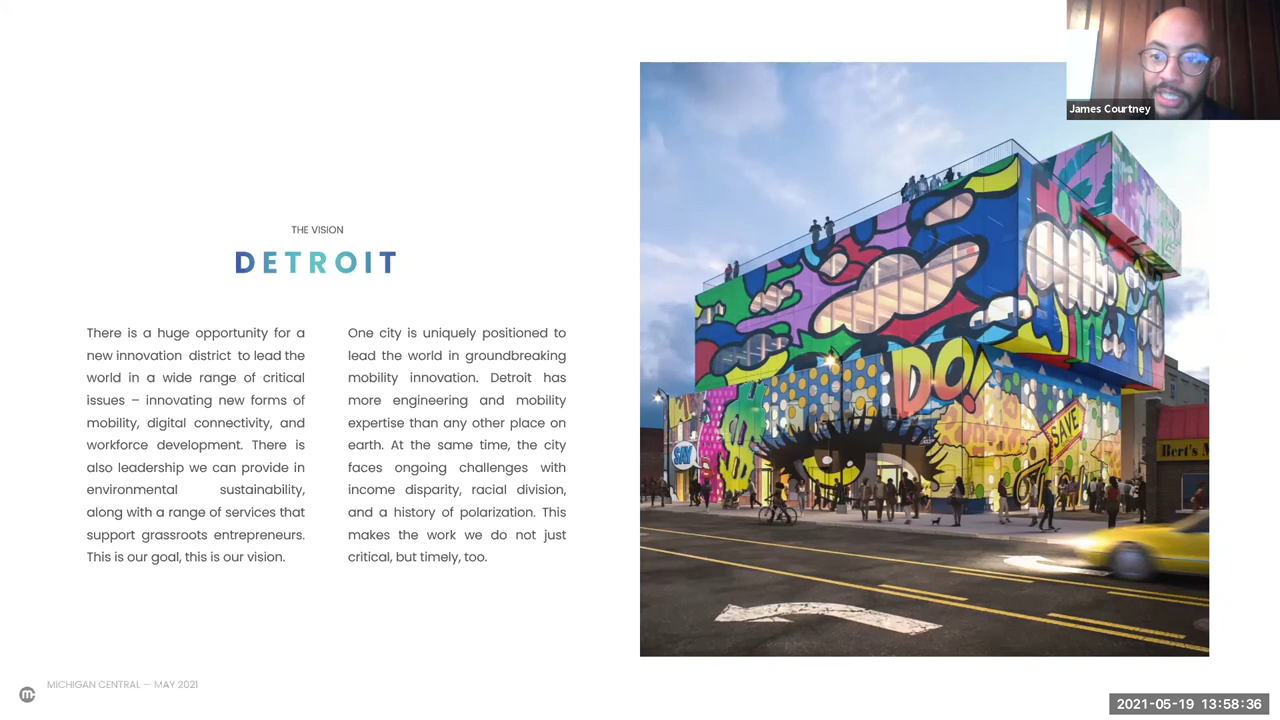 James Courtney
THE VISION
DETROIT
There is a huge opportunity for a
new innovation district to lead the
world in a wide range of critical
issues – innovating new forms of
mobility, digital connectivity, and
workforce development. There is
also leadership we can provide in
environmental sustainability,
along with a range of services that
support grassroots entrepreneurs.
This is our goal, this is our vision.
One city is uniquely positioned to
lead the world in groundbreaking
mobility innovation. Detroit has
more engineering and mobility
expertise than any other place on
earth. At the same time, the city
faces ongoing challenges with
income disparity, racial division,
and a history of polarization. This
makes the work we do not just
critical, but timely, too.
DO!
SAVE
SAY
Bert's M
m
MICHIGAN CENTRAL — MAY 2021
2021-05-19 13:58:36